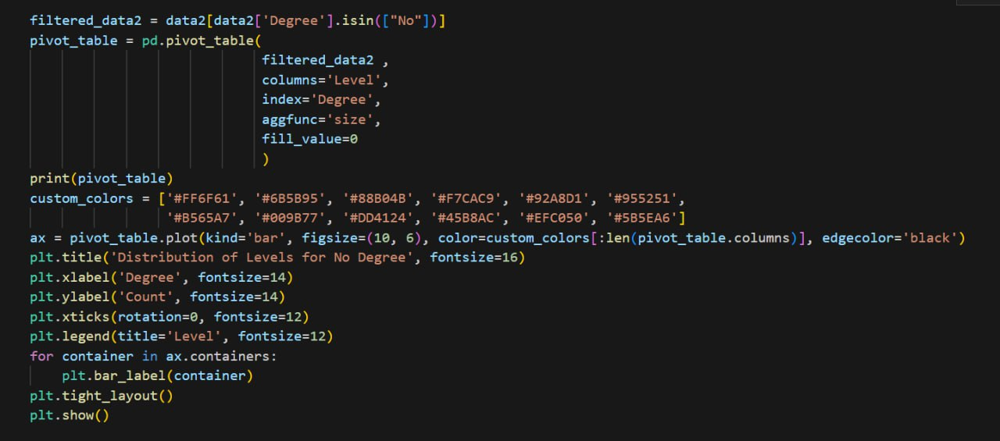 filtered_data2 = data2[data2['Degree'].isin(["No"])]
pivot_table = pd.pivot_table(
filtered_data2 ,
columns='Level',
index='Degree',
aggfunc='size',
fill_value=0
)
print(pivot_table)
custom_colors = ['#FF6F61', '#6B5B95', '#88B04B', '#F7CAC9', '#92A8D1', '#955251',
'#B565A7', '#009B77', '#DD4124', '#45B8AC', '#EFC050', '#5B5EA6']
ax = pivot_table.plot(kind='bar', figsize=(10, 6), color=custom_colors[:len(pivot_table.columns)], edgecolor='black')
plt.title('Distribution of Levels for No Degree', fontsize=16)
plt.xlabel('Degree', fontsize=14)
plt.ylabel('Count', fontsize=14)
plt.xticks(rotation=0, fontsize=12)
plt.legend(title='Level', fontsize=12)
for container in ax.containers:
    plt.bar_label(container)
plt.tight_layout()
plt.show()